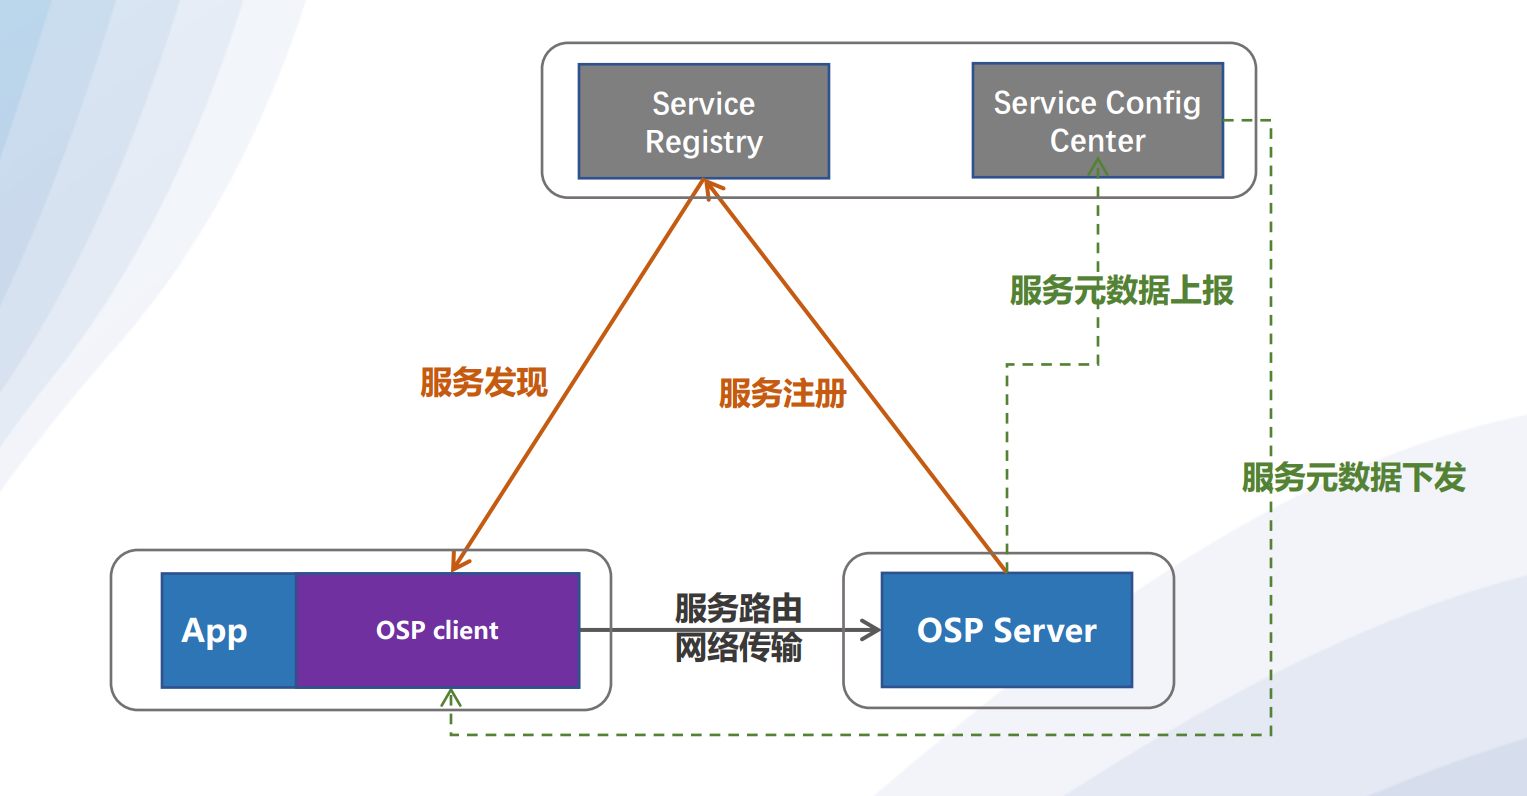 Service
Registry
Service Config
Center
服务元数据上报
服务发现
服务注册
服务元数据下发
App
OSP client
服务路由
网络传输
OSP Server